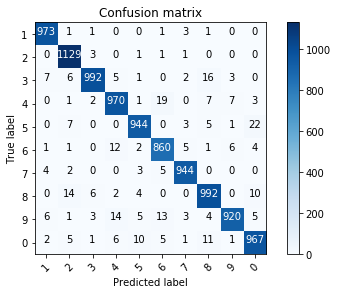 Confusion matrix
True label
1 973 1 1 0 0 1 3 1 0 0
2 0 1129 3 0 1 1 1 0 0 0
3 7 6 992 5 1 0 2 16 3 0
4 0 1 2 970 1 19 0 7 7 3
5 0 7 0 0 944 0 3 5 1 22
6 1 1 0 12 2 860 5 1 6 4
7 4 2 0 0 3 5 944 0 0 0
8 0 14 6 2 4 0 0 992 0 10
9 6 1 3 14 5 13 3 4 920 5
0 2 5 1 6 10 5 1 11 1 967
1 2 3 4 5 6 7 8 9 0
Predicted label
1000
800
600
400
200
0